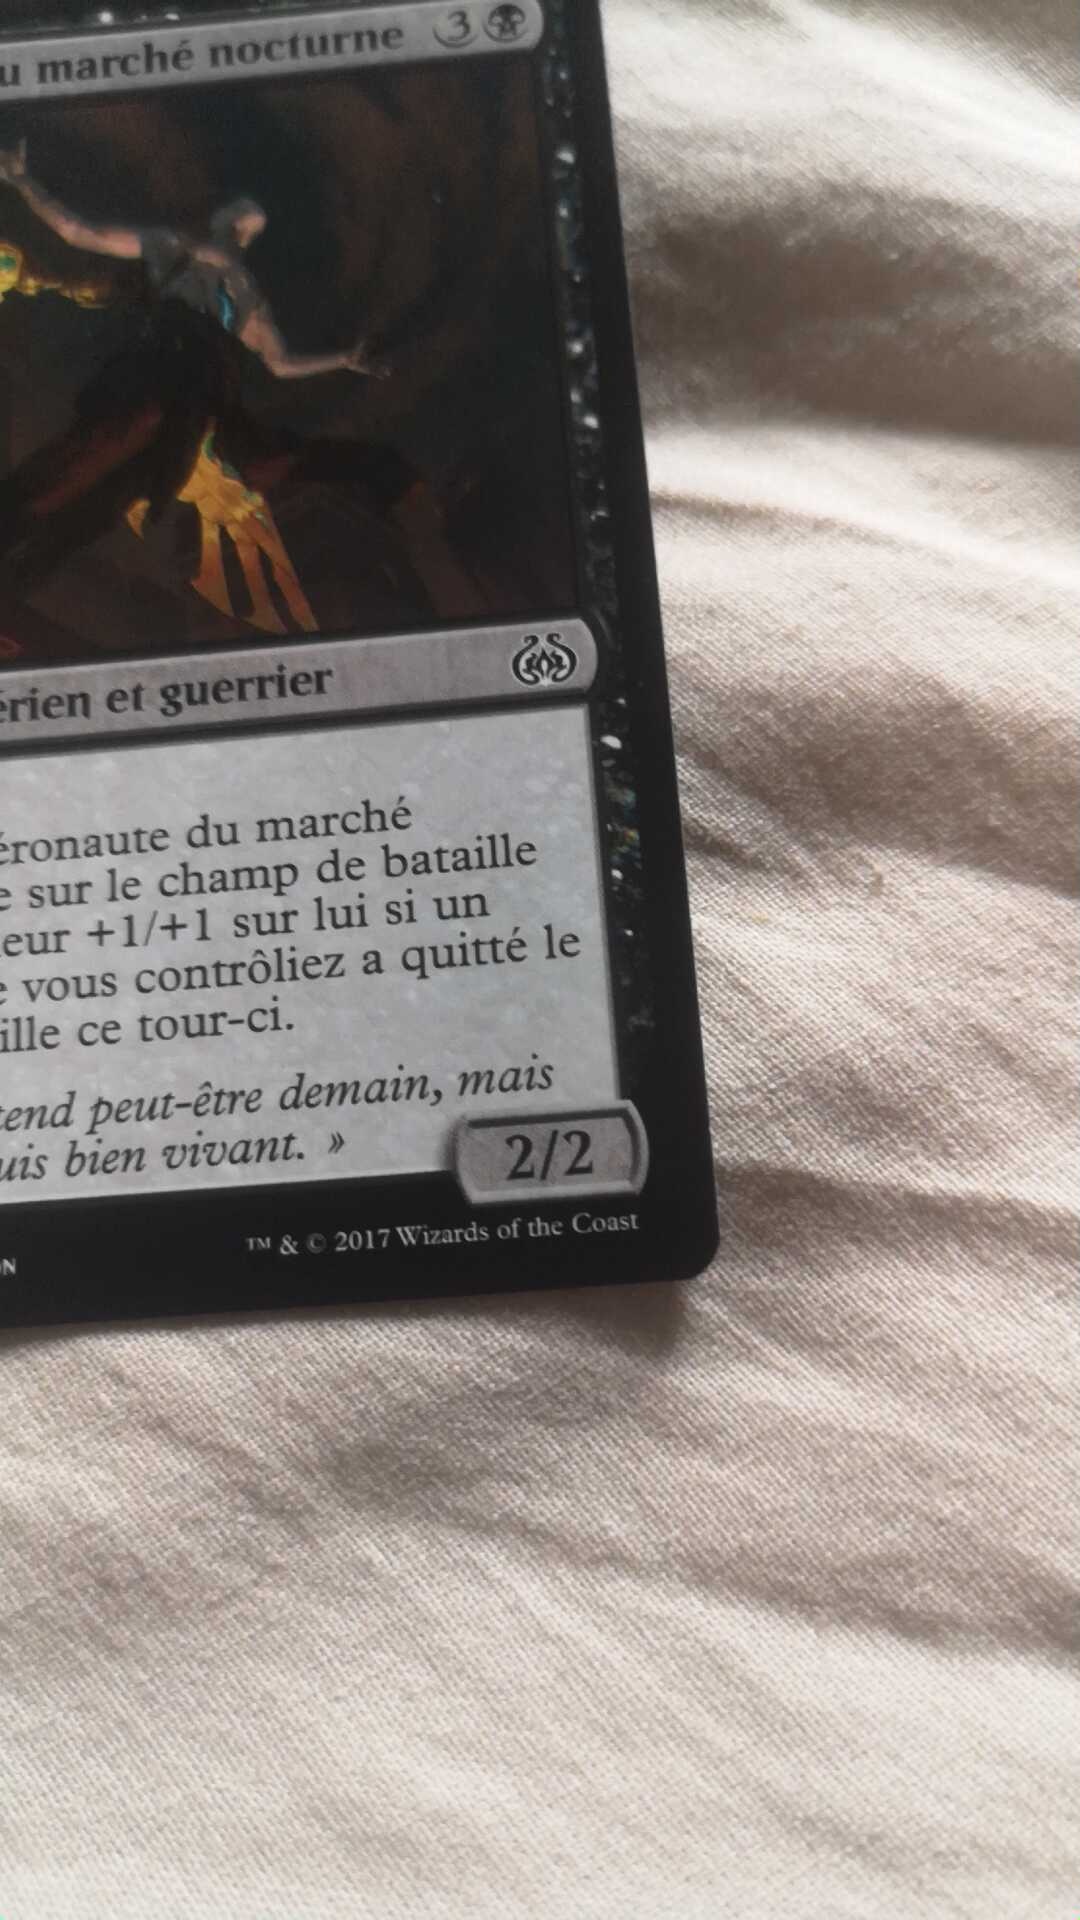 u marché nocturne 3
érien et guerrier
éronaute du marché
e sur le champ de bataille
eur +1/+1 sur lui si un
e vous contrôliez a quitté le
ille ce tour-ci.
tend peut-être demain, mais
uis bien vivant. »
2/2
™ & © 2017 Wizards of the Coast
N